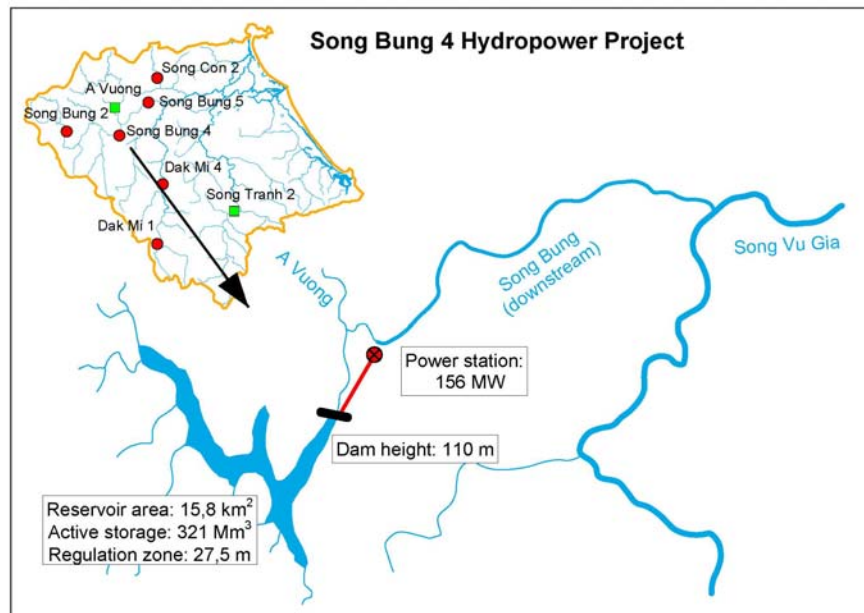 Song Bung 4 Hydropower Project
Song Con 2
A Vuong
Song Bung 5
Song Bung 2
Song Bung 4
Dak Mi 4
Song Tranh 2
Dak Mi 1
A Vuong
Song Bung
(downstream)
Song Vu Gia
Power station:
156 MW
Dam height: 110 m
Reservoir area: 15,8 km²
Active storage: 321 Mm³
Regulation zone: 27,5 m